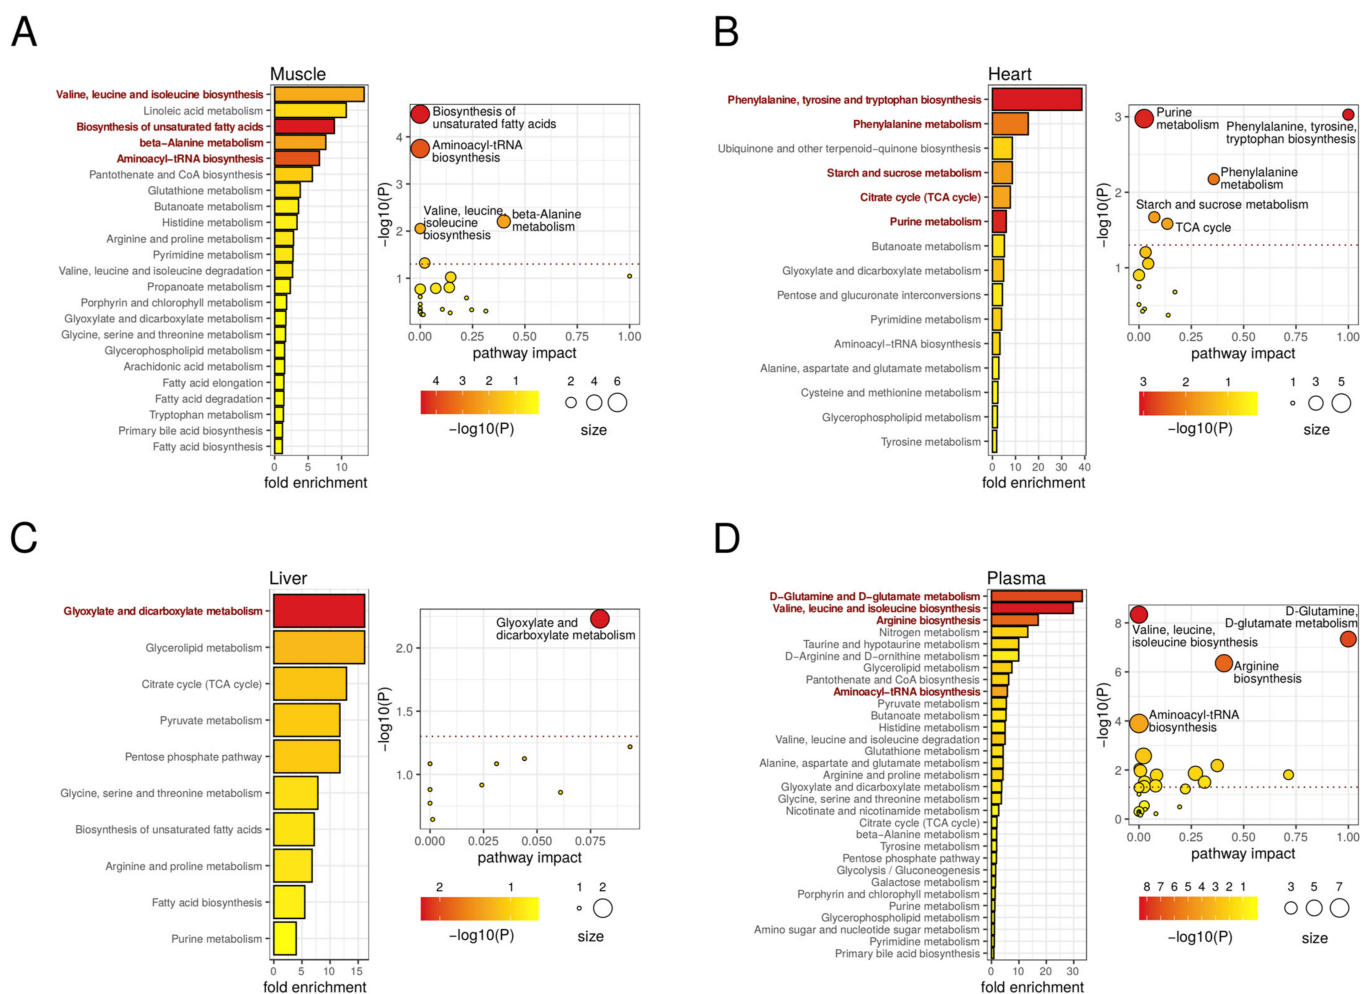 A
Muscle
Valine, leucine and isoleucine biosynthesis
Linoleic acid metabolism
Biosynthesis of unsaturated fatty acids
beta−Alanine metabolism
Aminoacyl−tRNA biosynthesis
Pantothenate and CoA biosynthesis
Glutathione metabolism
Butanoate metabolism
Histidine metabolism
Arginine and proline metabolism
Pyrimidine metabolism
Valine, leucine and isoleucine degradation
Propanoate metabolism
Porphyrin and chlorophyll metabolism
Glyoxylate and dicarboxylate metabolism
Glycine, serine and threonine metabolism
Glycerophospholipid metabolism
Arachidonic acid metabolism
Fatty acid elongation
Fatty acid degradation
Tryptophan metabolism
Primary bile acid biosynthesis
Fatty acid biosynthesis
0 5 10
fold enrichment
−log10(P)
4
3
2
1
Biosynthesis of
unsaturated fatty acids
Aminoacyl-tRNA
biosynthesis
Valine, leucine,
isoleucine
biosynthesis
beta-Alanine
metabolism
0.00 0.25 0.50 0.75 1.00
pathway impact
4 3 2 1
−log10(P)
2 4 6
size
B
Heart
Phenylalanine, tyrosine and tryptophan biosynthesis
Phenylalanine metabolism
Ubiquinone and other terpenoid−quinone biosynthesis
Starch and sucrose metabolism
Citrate cycle (TCA cycle)
Purine metabolism
Butanoate metabolism
Glyoxylate and dicarboxylate metabolism
Pentose and glucuronate interconversions
Pyrimidine metabolism
Aminoacyl−tRNA biosynthesis
Alanine, aspartate and glutamate metabolism
Cysteine and methionine metabolism
Glycerophospholipid metabolism
Tyrosine metabolism
0 10 20 30 40
fold enrichment
−log10(P)
3
2
1
Purine
metabolism
Phenylalanine, tyrosine,
tryptophan biosynthesis
Phenylalanine
metabolism
Starch and sucrose metabolism
TCA cycle
0.00 0.25 0.50 0.75 1.00
pathway impact
3 2 1
−log10(P)
1 3 5
size
C
Liver
Glyoxylate and dicarboxylate metabolism
Glycerolipid metabolism
Citrate cycle (TCA cycle)
Pyruvate metabolism
Pentose phosphate pathway
Glycine, serine and threonine metabolism
Biosynthesis of unsaturated fatty acids
Arginine and proline metabolism
Fatty acid biosynthesis
Purine metabolism
0 5 10 15
fold enrichment
−log10(P)
2.0
1.5
1.0
Glyoxylate and
dicarboxylate metabolism
0.000 0.025 0.050 0.075
pathway impact
2 1
−log10(P)
1 2
size
D
Plasma
D−Glutamine and D−glutamate metabolism
Valine, leucine and isoleucine biosynthesis
Arginine biosynthesis
Nitrogen metabolism
Taurine and hypotaurine metabolism
D−Arginine and D−ornithine metabolism
Glycerolipid metabolism
Pantothenate and CoA biosynthesis
Aminoacyl−tRNA biosynthesis
Pyruvate metabolism
Butanoate metabolism
Histidine metabolism
Valine, leucine and isoleucine degradation
Glutathione metabolism
Alanine, aspartate and glutamate metabolism
Arginine and proline metabolism
Glyoxylate and dicarboxylate metabolism
Glycine, serine and threonine metabolism
Nicotinate and nicotinamide metabolism
Citrate cycle (TCA cycle)
beta−Alanine metabolism
Tyrosine metabolism
Pentose phosphate pathway
Glycolysis / Gluconeogenesis
Galactose metabolism
Porphyrin and chlorophyll metabolism
Purine metabolism
Glycerophospholipid metabolism
Amino sugar and nucleotide sugar metabolism
Pyrimidine metabolism
Primary bile acid biosynthesis
0 10 20 30
fold enrichment
−log10(P)
8
6
4
2
0
Valine, leucine,
isoleucine biosynthesis
D-Glutamine,
D-glutamate metabolism
Arginine
biosynthesis
Aminoacyl-tRNA
biosynthesis
0.00 0.25 0.50 0.75 1.00
pathway impact
8 7 6 5 4 3 2 1
−log10(P)
3 5 7
size